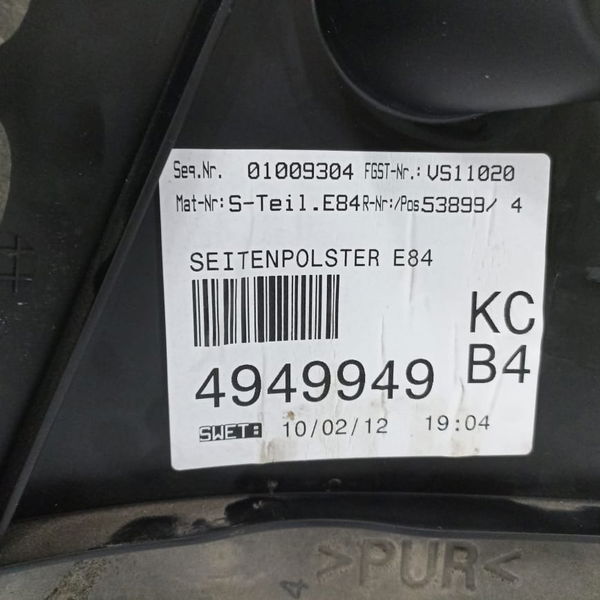 Seq.Nr. 01009304 FGST-Nr.: VS11020
Mat-Nr: S-Teil.E84 R-Nr:/Pos 53899/ 4
SEITENPOLSTER E84
KC
4949949 B4
SWET: 10/02/12 19:04
>PUR<
4